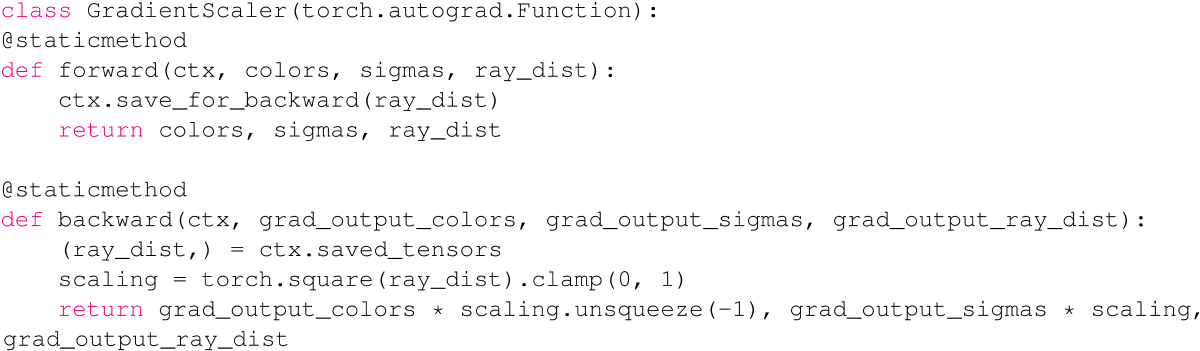 class GradientScaler(torch.autograd.Function):
@staticmethod
def forward(ctx, colors, sigmas, ray_dist):
    ctx.save_for_backward(ray_dist)
    return colors, sigmas, ray_dist

@staticmethod
def backward(ctx, grad_output_colors, grad_output_sigmas, grad_output_ray_dist):
    (ray_dist,) = ctx.saved_tensors
    scaling = torch.square(ray_dist).clamp(0, 1)
    return grad_output_colors * scaling.unsqueeze(-1), grad_output_sigmas * scaling,
grad_output_ray_dist